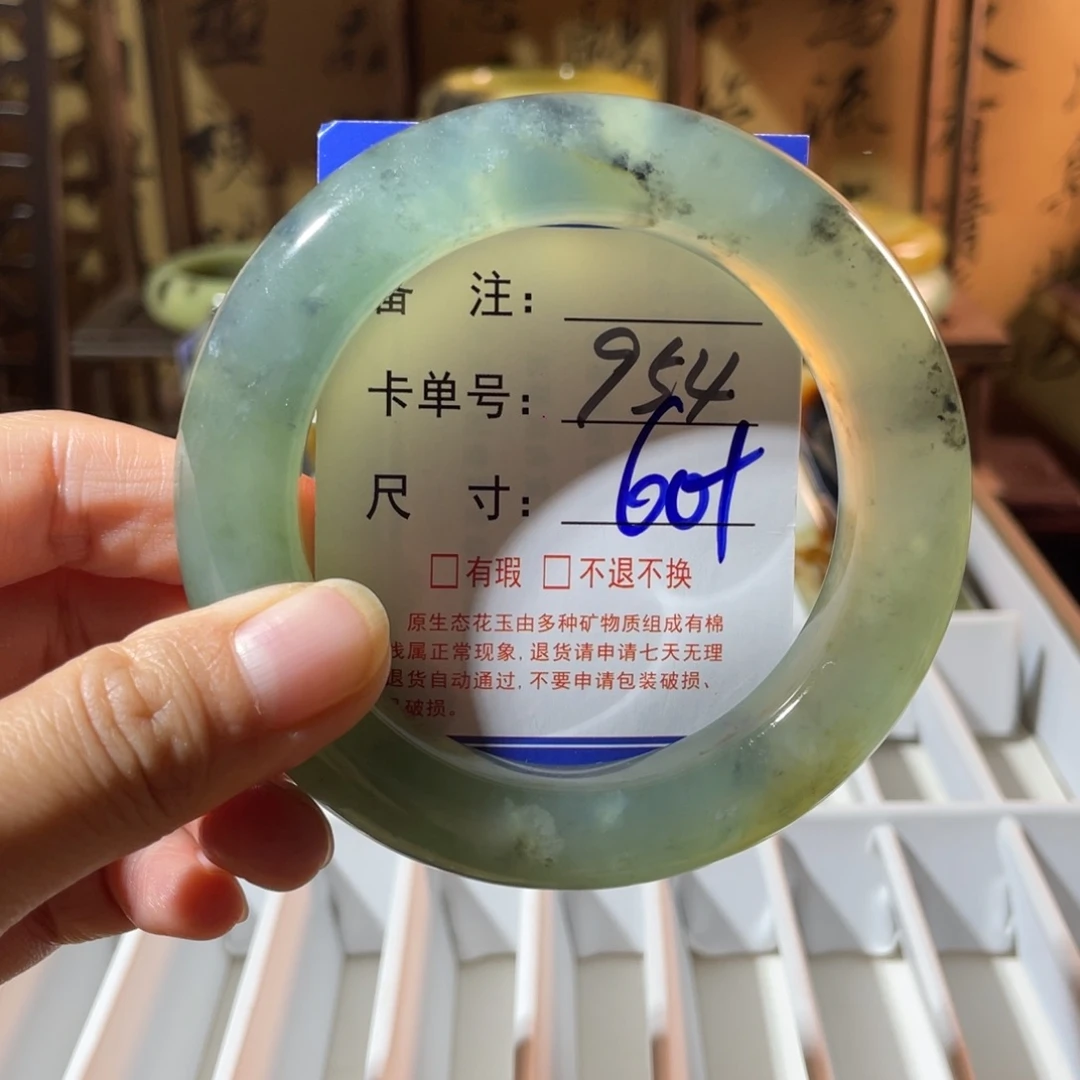 备 注：
卡单号：954
尺 寸：60+
□有瑕 □不退不换
原生态花玉由多种矿物质组成有棉
线属正常现象，退货请申请七天无理
退货自动通过，不要申请包装破损、
破损。